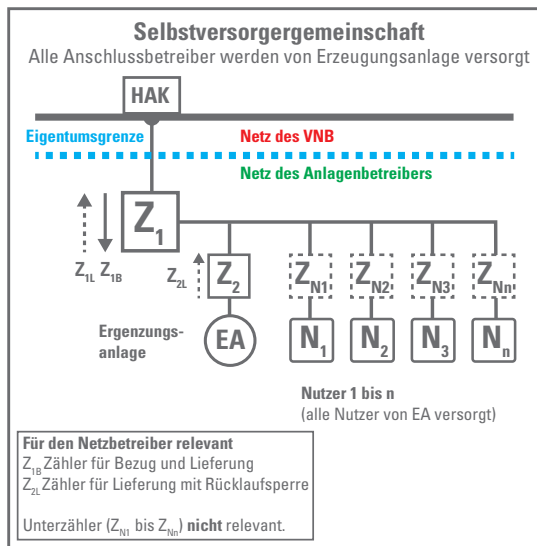 Selbstversorgergemeinschaft
Alle Anschlussbetreiber werden von Erzeugungsanlage versorgt
HAK
Eigentumsgrenze Netz des VNB
Netz des Anlagenbetreibers
Z1
Z1L Z1B Z2L Z2 ZN1 ZN2 ZN3 ZNn
Ergenzungs-
anlage
EA N1 N2 N3 Nn
Nutzer 1 bis n
(alle Nutzer von EA versorgt)
Für den Netzbetreiber relevant
Z1B Zähler für Bezug und Lieferung
Z2L Zähler für Lieferung mit Rücklaufsperre
Unterzähler (ZN1 bis ZNn) nicht relevant.